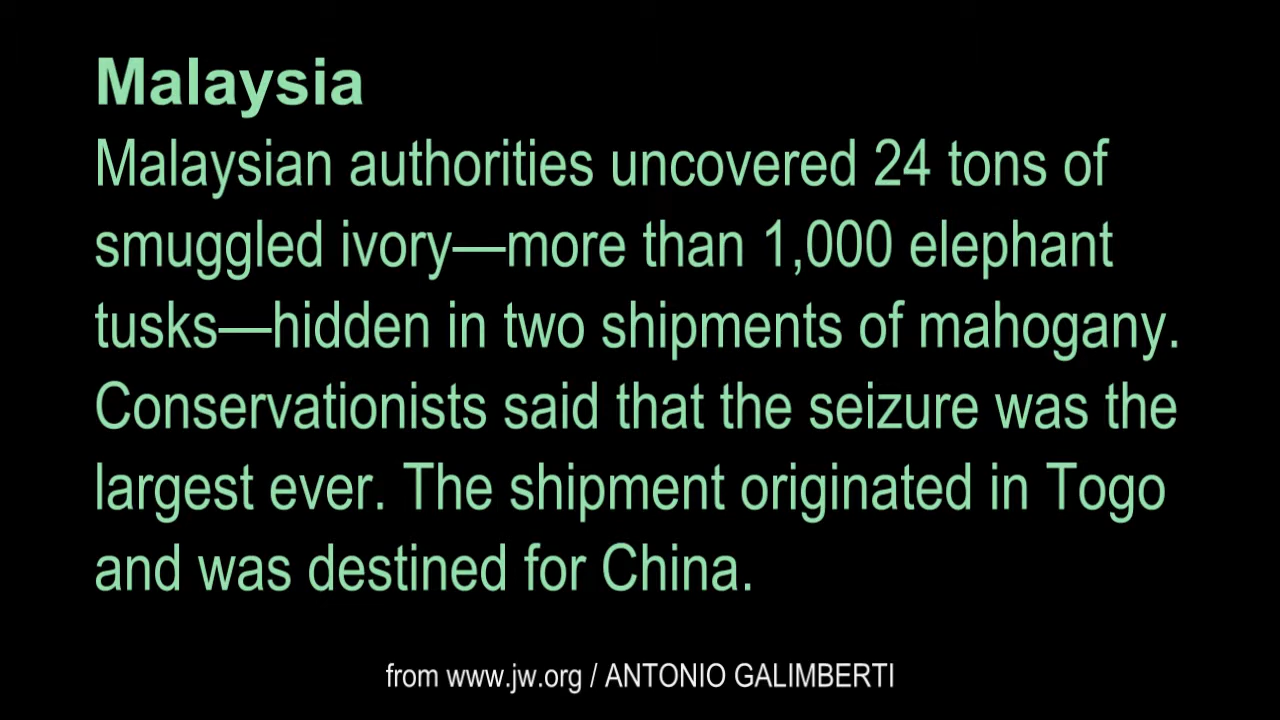 Malaysia
Malaysian authorities uncovered 24 tons of
smuggled ivory—more than 1,000 elephant
tusks—hidden in two shipments of mahogany.
Conservationists said that the seizure was the
largest ever. The shipment originated in Togo
and was destined for China.
from www.jw.org / ANTONIO GALIMBERTI